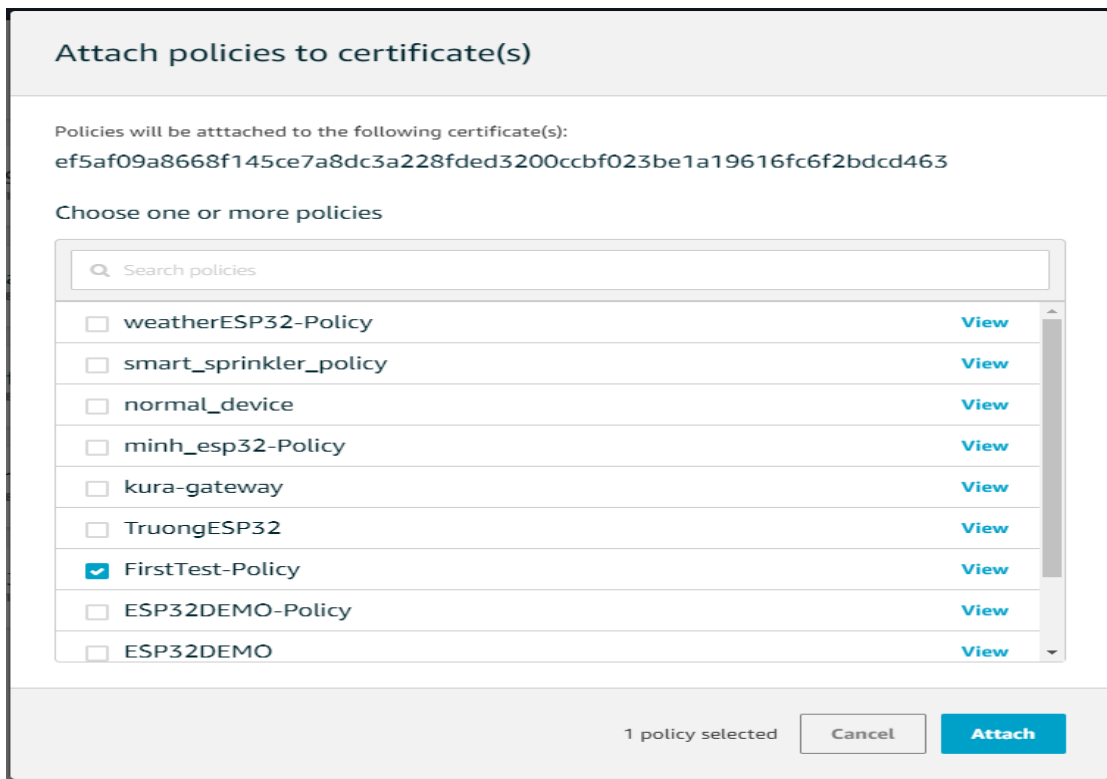 Attach policies to certificate(s)
Policies will be atttached to the following certificate(s):
ef5af09a8668f145ce7a8dc3a228fded3200ccbf023be1a19616fc6f2bdcd463
Choose one or more policies
Search policies
weatherESP32-Policy View
smart_sprinkler_policy View
normal_device View
minh_esp32-Policy View
kura-gateway View
TruongESP32 View
FirstTest-Policy View
ESP32DEMO-Policy View
ESP32DEMO View
1 policy selected Cancel Attach